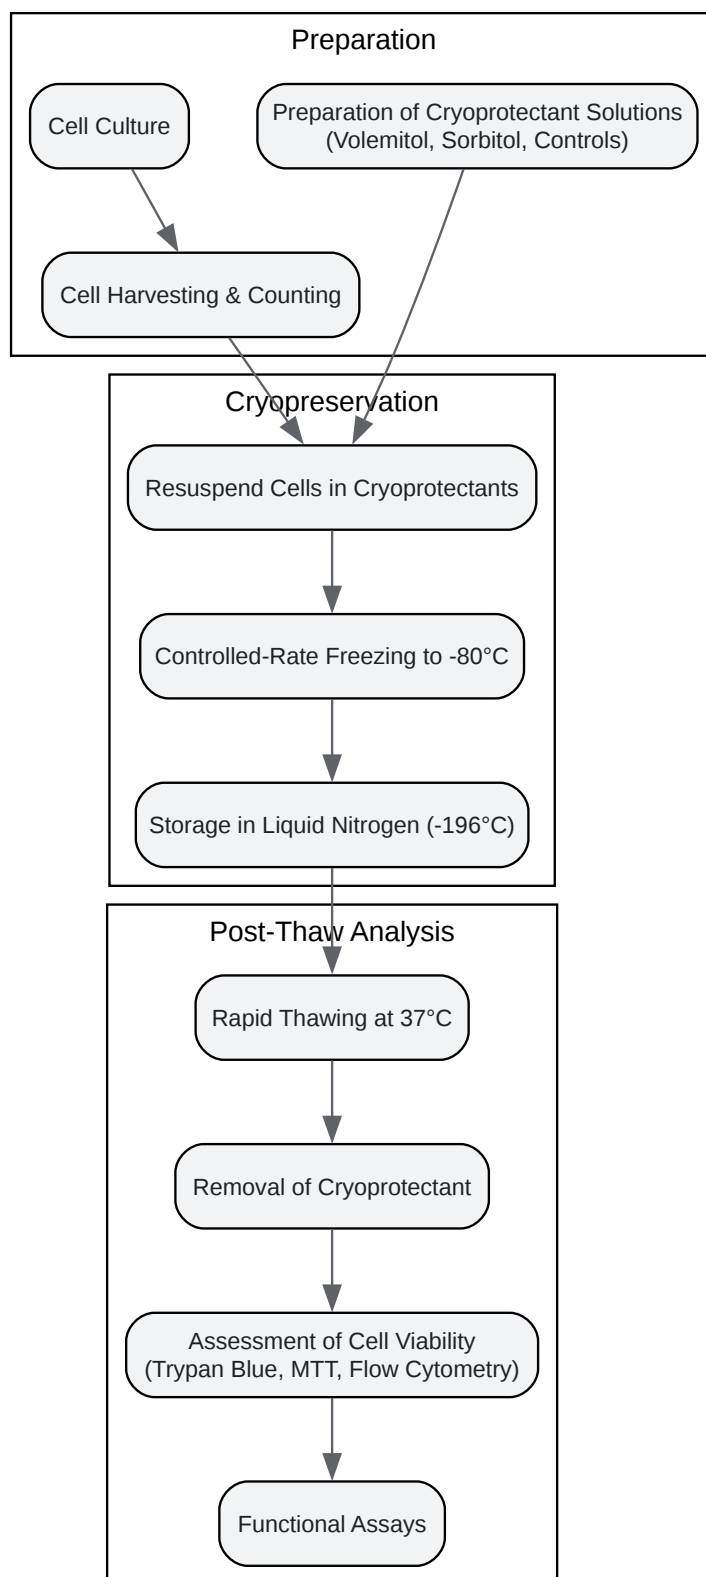 Preparation
Cell Culture
Preparation of Cryoprotectant Solutions
(Volemitol, Sorbitol, Controls)
Cell Harvesting & Counting
Cryopreservation
Resuspend Cells in Cryoprotectants
Controlled-Rate Freezing to -80°C
Storage in Liquid Nitrogen (-196°C)
Post-Thaw Analysis
Rapid Thawing at 37°C
Removal of Cryoprotectant
Assessment of Cell Viability
(Trypan Blue, MTT, Flow Cytometry)
Functional Assays